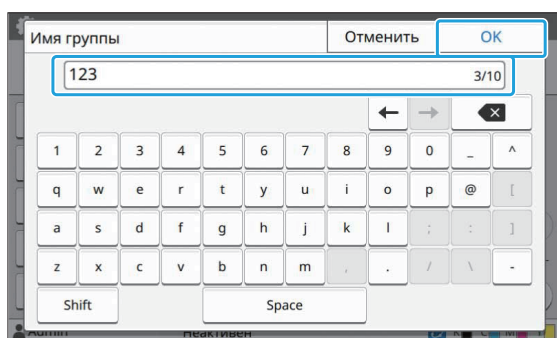 Имя группы Отменить OK
123 3/10
← →
1 2 3 4 5 6 7 8 9 0 _ ^
q w e r t y u i o p @ [
a s d f g h j k l ; : ]
z x c v b n m , . / \ -
Shift Space
Admin Неактивен K C M Y